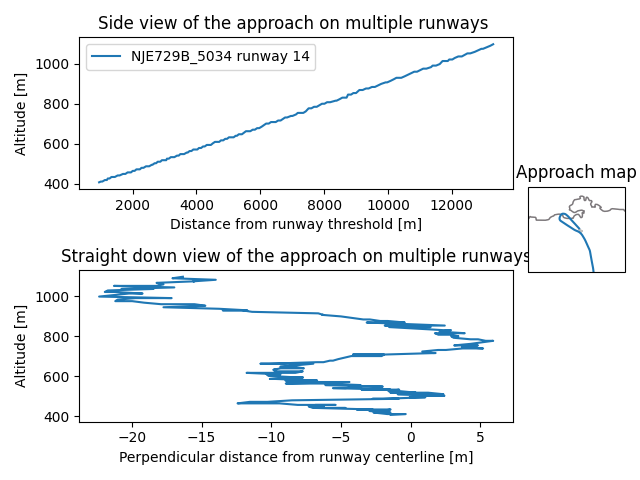 Side view of the approach on multiple runways
NJE729B_5034 runway 14
Altitude [m]
1000
800
600
400
2000 4000 6000 8000 10000 12000
Distance from runway threshold [m]
Approach map
Straight down view of the approach on multiple runways
Altitude [m]
1000
800
600
400
−20 −15 −10 −5 0 5
Perpendicular distance from runway centerline [m]